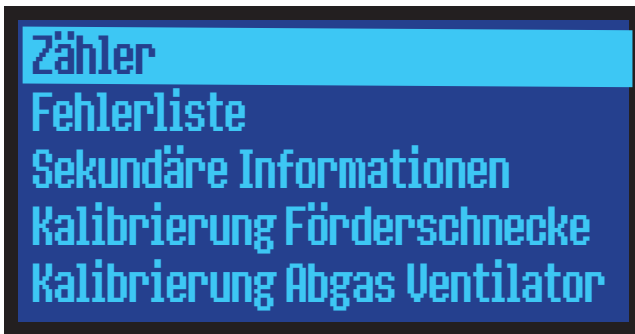 Zähler
Fehlerliste
Sekundäre Informationen
Kalibrierung Förderschnecke
Kalibrierung Abgas Ventilator